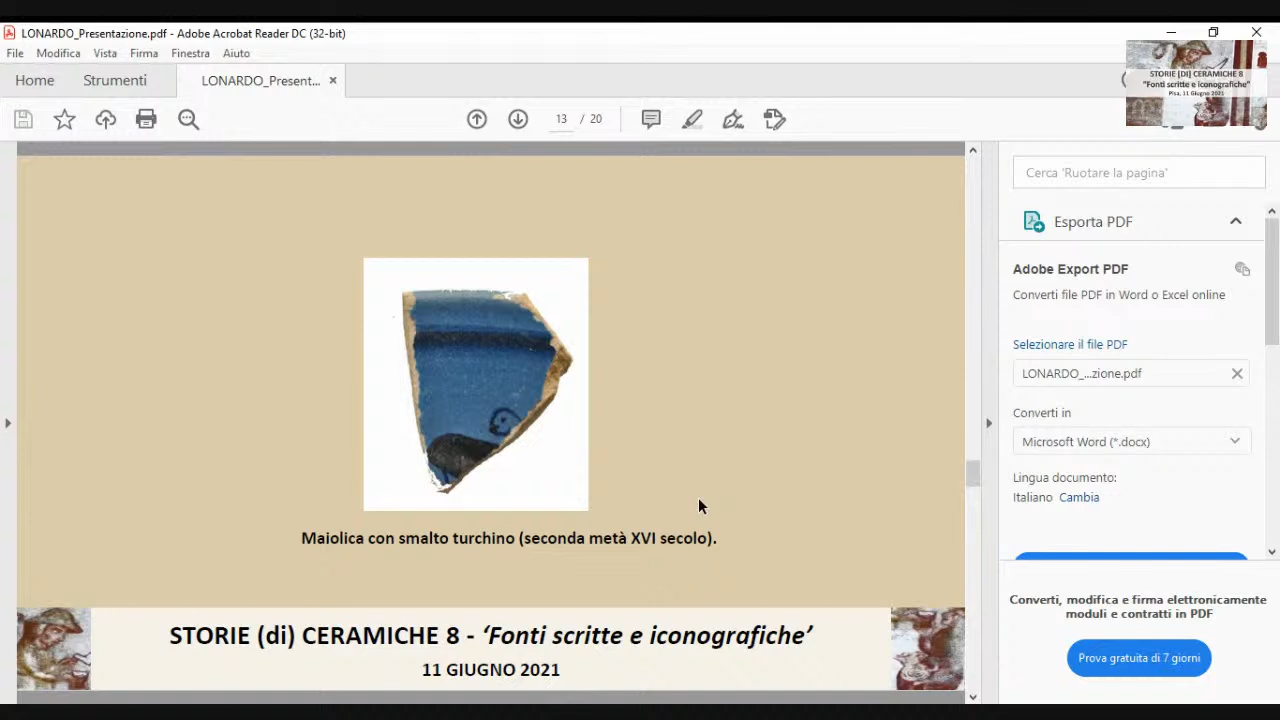 LONARDO_Presentazione.pdf - Adobe Acrobat Reader DC (32-bit)
File Modifica Vista Firma Finestra Aiuto
Home Strumenti LONARDO_Present... ×
13 / 20
STORIE (DI) CERAMICHE 8
"Fonti scritte e iconografiche"
Pisa, 11 Giugno 2021
Maiolica con smalto turchino (seconda metà XVI secolo).
STORIE (di) CERAMICHE 8 - ‘Fonti scritte e iconografiche’
11 GIUGNO 2021
Cerca 'Ruotare la pagina'
Esporta PDF
Adobe Export PDF
Converti file PDF in Word o Excel online
Selezionare il file PDF
LONARDO_...zione.pdf
Converti in
Microsoft Word (*.docx)
Lingua documento:
Italiano Cambia
Converti, modifica e firma elettronicamente
moduli e contratti in PDF
Prova gratuita di 7 giorni